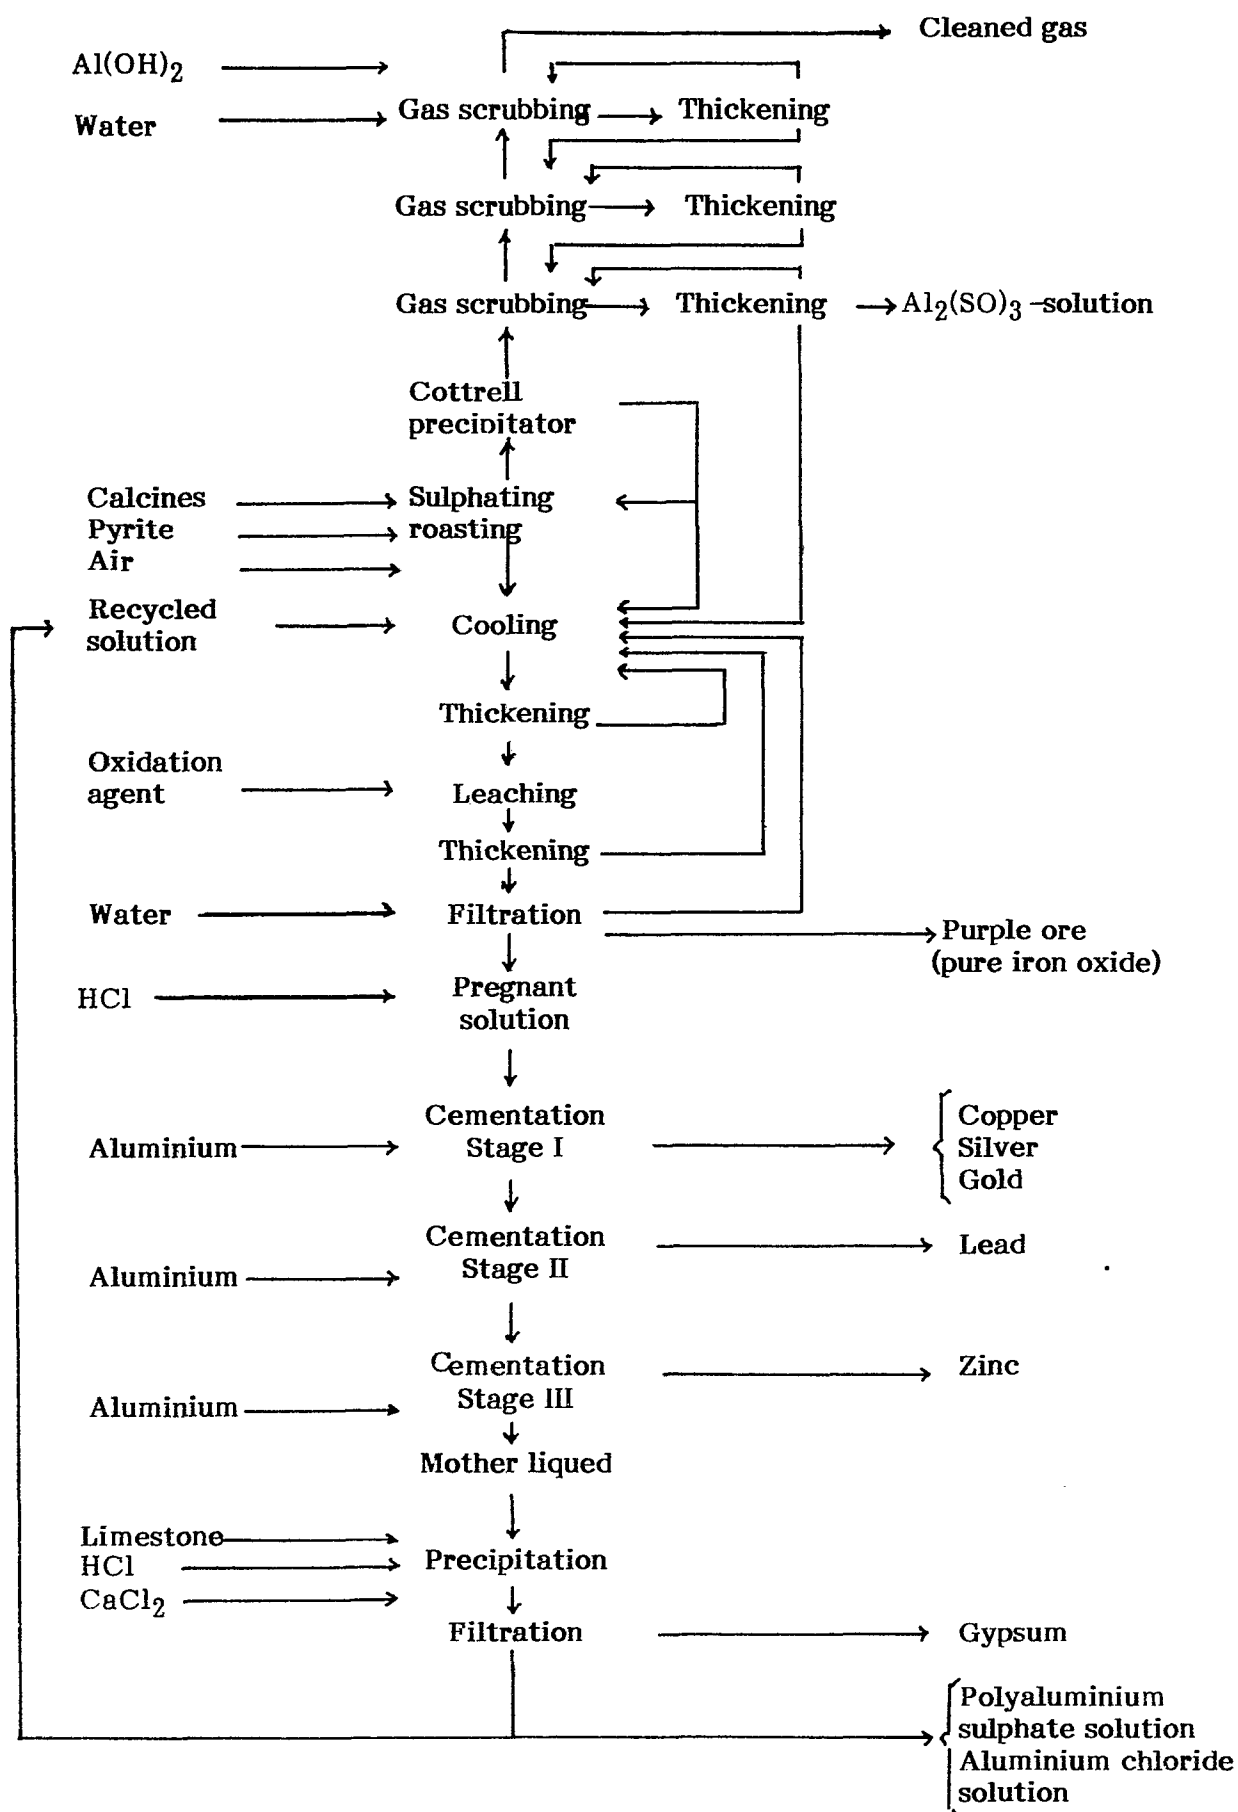 Cleaned gas
Al(OH)2
Water
Gas scrubbing
Thickening
Gas scrubbing
Thickening
Gas scrubbing
Thickening
Al2(SO)3 -solution
Cottrell
precipitator
Calcines
Pyrite
Air
Sulphating
roasting
Recycled
solution
Cooling
Thickening
Oxidation
agent
Leaching
Thickening
Water
Filtration
Purple ore
(pure iron oxide)
HCl
Pregnant
solution
Aluminium
Cementation
Stage I
Copper
Silver
Gold
Aluminium
Cementation
Stage II
Lead
Aluminium
Cementation
Stage III
Zinc
Mother liqued
Limestone
HCl
CaCl2
Precipitation
Filtration
Gypsum
Polyaluminium
sulphate solution
Aluminium chloride
solution